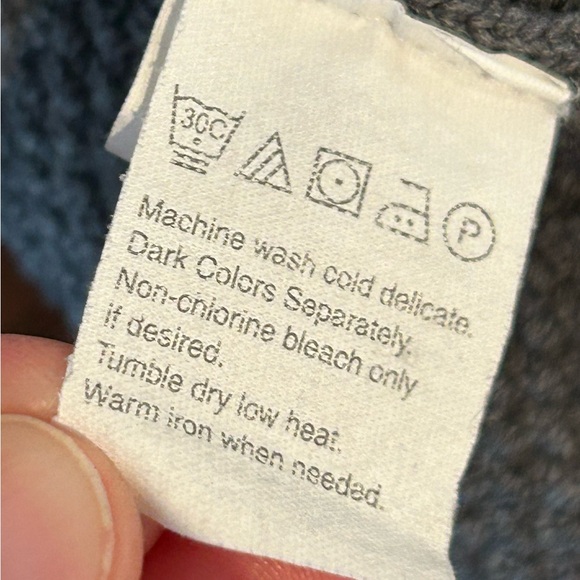 30C
P
Machine wash cold delicate.
Dark Colors Separately.
Non-chlorine bleach only
if desired.
Tumble dry low heat.
Warm iron when needed.